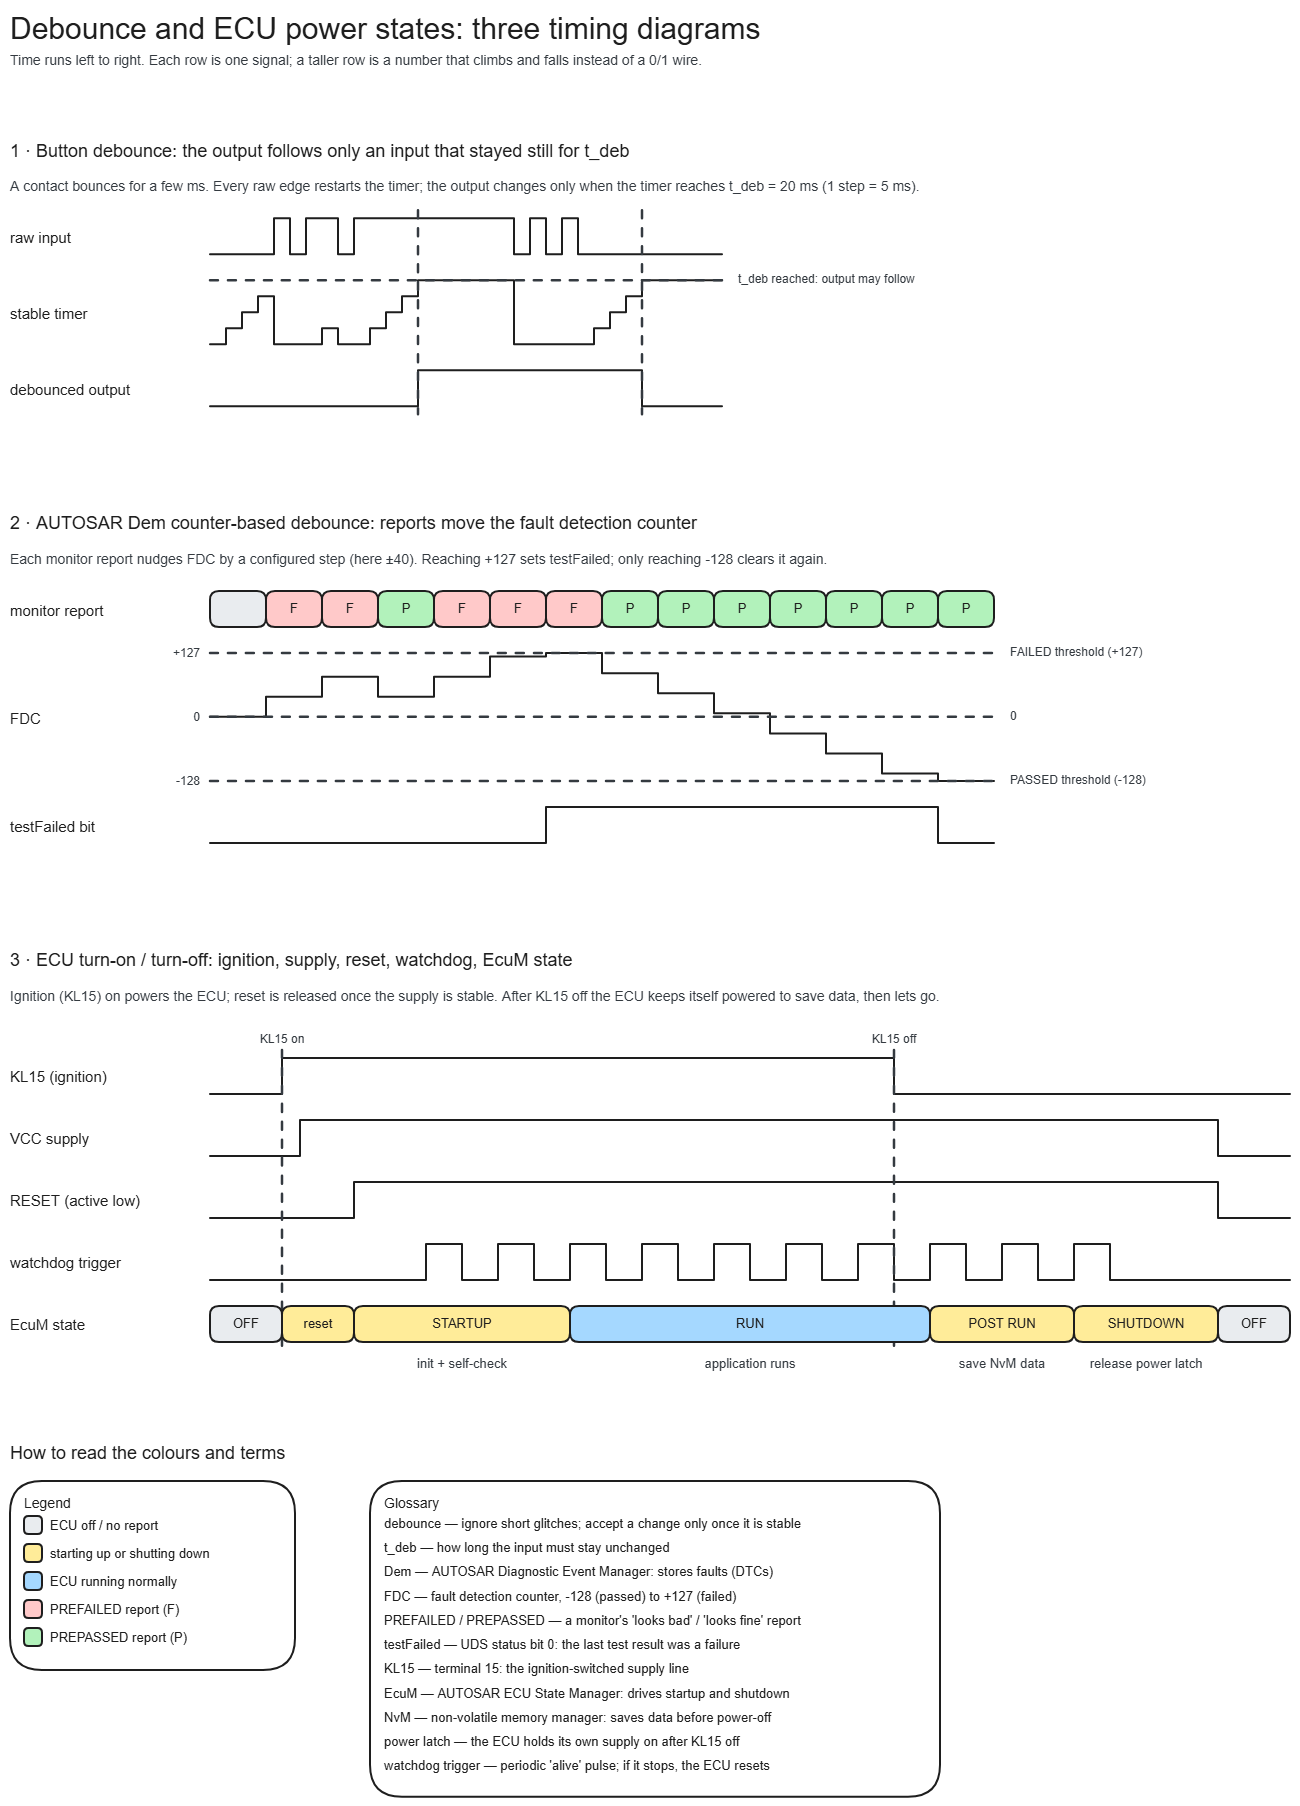 Debounce and ECU power states: three timing diagrams
Time runs left to right. Each row is one signal; a taller row is a number that climbs and falls instead of a 0/1 wire.
1 · Button debounce: the output follows only an input that stayed still for t_deb
A contact bounces for a few ms. Every raw edge restarts the timer; the output changes only when the timer reaches t_deb = 20 ms (1 step = 5 ms).
raw input
t_deb reached: output may follow
stable timer
debounced output
2 · AUTOSAR Dem counter-based debounce: reports move the fault detection counter
Each monitor report nudges FDC by a configured step (here ±40). Reaching +127 sets testFailed; only reaching -128 clears it again.
monitor report
F F P F F F P P P P P P P
+127
FAILED threshold (+127)
FDC
0
0
-128
PASSED threshold (-128)
testFailed bit
3 · ECU turn-on / turn-off: ignition, supply, reset, watchdog, EcuM state
Ignition (KL15) on powers the ECU; reset is released once the supply is stable. After KL15 off the ECU keeps itself powered to save data, then lets go.
KL15 on
KL15 off
KL15 (ignition)
VCC supply
RESET (active low)
watchdog trigger
EcuM state
OFF reset STARTUP RUN POST RUN SHUTDOWN OFF
init + self-check
application runs
save NvM data
release power latch
How to read the colours and terms
Legend
ECU off / no report
starting up or shutting down
ECU running normally
PREFAILED report (F)
PREPASSED report (P)
Glossary
debounce — ignore short glitches; accept a change only once it is stable
t_deb — how long the input must stay unchanged
Dem — AUTOSAR Diagnostic Event Manager: stores faults (DTCs)
FDC — fault detection counter, -128 (passed) to +127 (failed)
PREFAILED / PREPASSED — a monitor's 'looks bad' / 'looks fine' report
testFailed — UDS status bit 0: the last test result was a failure
KL15 — terminal 15: the ignition-switched supply line
EcuM — AUTOSAR ECU State Manager: drives startup and shutdown
NvM — non-volatile memory manager: saves data before power-off
power latch — the ECU holds its own supply on after KL15 off
watchdog trigger — periodic 'alive' pulse; if it stops, the ECU resets